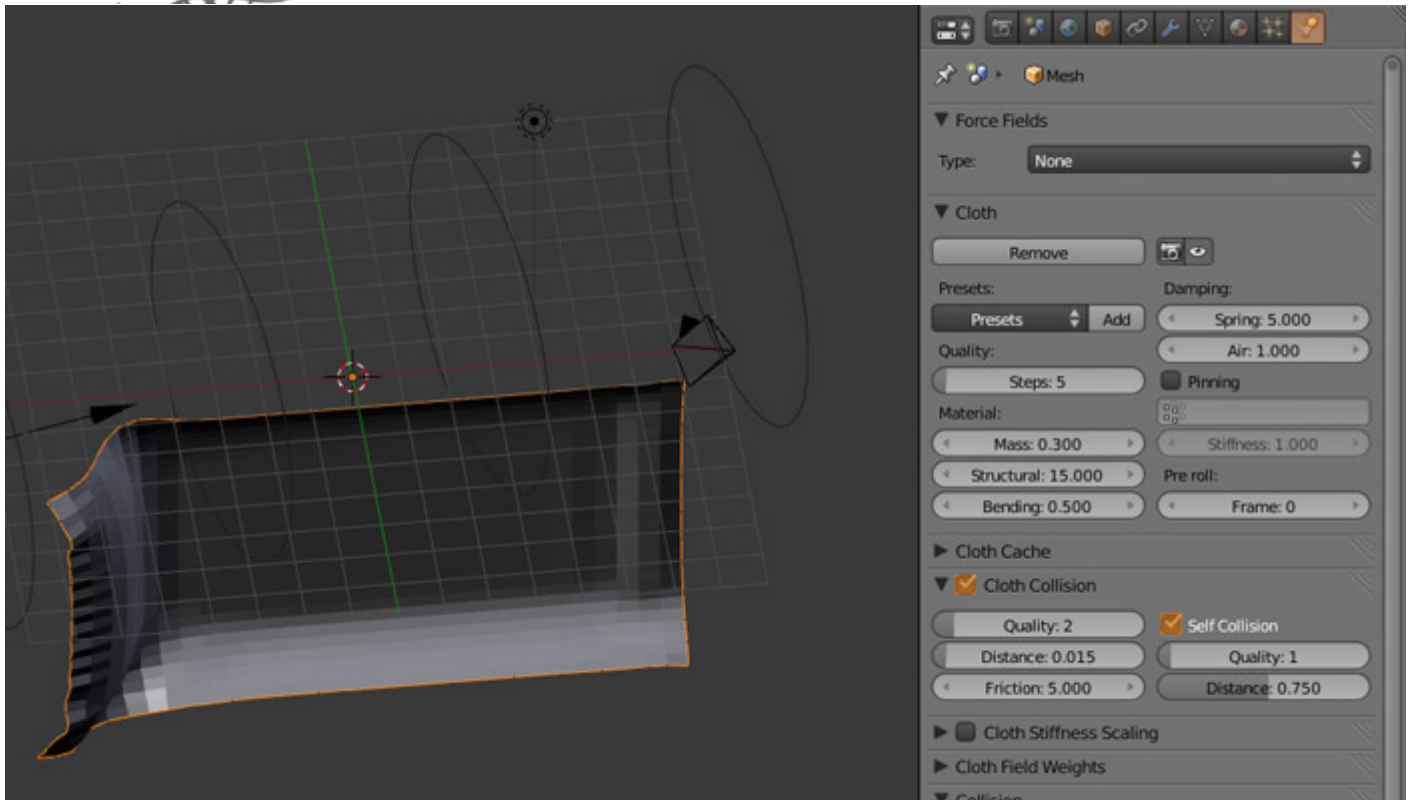 Mesh
Force Fields
Type: None
Cloth
Remove
Presets: Damping:
Presets Add Spring: 5.000
Quality: Air: 1.000
Steps: 5 Pinning
Material:
Mass: 0.300 Stiffness: 1.000
Structural: 15.000 Pre roll:
Bending: 0.500 Frame: 0
Cloth Cache
Cloth Collision
Quality: 2 Self Collision
Distance: 0.015 Quality: 1
Friction: 5.000 Distance: 0.750
Cloth Stiffness Scaling
Cloth Field Weights
Collision